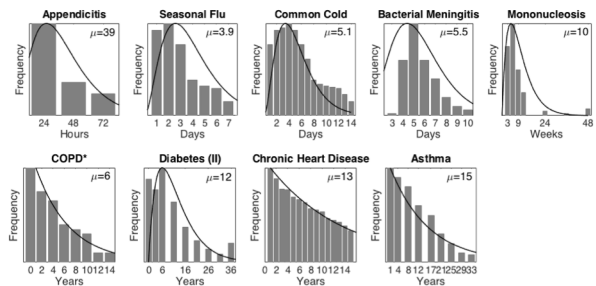 Appendicitis
μ=39
Frequency
24 48 72
Hours
Seasonal Flu
μ=3.9
Frequency
1 2 3 4 5 6 7
Days
Common Cold
μ=5.1
Frequency
2 4 6 8 10 12 14
Days
Bacterial Meningitis
μ=5.5
Frequency
3 4 5 6 7 8 9 10
Days
Mononucleosis
μ=10
Frequency
3 9 24 48
Weeks
COPD*
μ=6
Frequency
0 2 4 6 8 10 12 14
Years
Diabetes (II)
μ=12
Frequency
0 6 16 26 36
Years
Chronic Heart Disease
μ=13
Frequency
0 2 4 6 8 10 12 14
Years
Asthma
μ=15
Frequency
1 4 8 12 17 21 25 29 33
Years